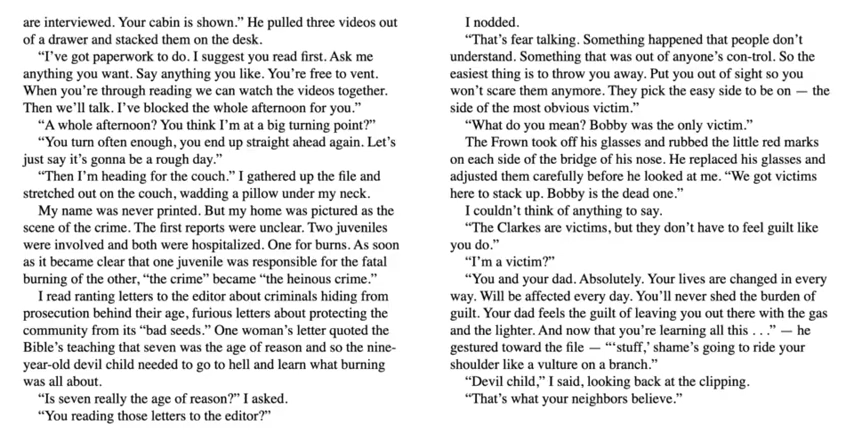 are interviewed. Your cabin is shown.” He pulled three videos out
of a drawer and stacked them on the desk.
“I’ve got paperwork to do. I suggest you read first. Ask me
anything you want. Say anything you like. You’re free to vent.
When you’re through reading we can watch the videos together.
Then we’ll talk. I’ve blocked the whole afternoon for you.”
“A whole afternoon? You think I’m at a big turning point?”
“You turn often enough, you end up straight ahead again. Let’s
just say it’s gonna be a rough day.”
“Then I’m heading for the couch.” I gathered up the file and
stretched out on the couch, wadding a pillow under my neck.
My name was never printed. But my home was pictured as the
scene of the crime. The first reports were unclear. Two juveniles
were involved and both were hospitalized. One for burns. As soon
as it became clear that one juvenile was responsible for the fatal
burning of the other, “the crime” became “the heinous crime.”
I read ranting letters to the editor about criminals hiding from
prosecution behind their age, furious letters about protecting the
community from its “bad seeds.” One woman’s letter quoted the
Bible’s teaching that seven was the age of reason and so the nine-
year-old devil child needed to go to hell and learn what burning
was all about.
“Is seven really the age of reason?” I asked.
“You reading those letters to the editor?”
I nodded.
“That’s fear talking. Something happened that people don’t
understand. Something that was out of anyone’s con-trol. So the
easiest thing is to throw you away. Put you out of sight so you
won’t scare them anymore. They pick the easy side to be on — the
side of the most obvious victim.”
“What do you mean? Bobby was the only victim.”
The Frown took off his glasses and rubbed the little red marks
on each side of the bridge of his nose. He replaced his glasses and
adjusted them carefully before he looked at me. “We got victims
here to stack up. Bobby is the dead one.”
I couldn’t think of anything to say.
“The Clarkes are victims, but they don’t have to feel guilt like
you do.”
“I’m a victim?”
“You and your dad. Absolutely. Your lives are changed in every
way. Will be affected every day. You’ll never shed the burden of
guilt. Your dad feels the guilt of leaving you out there with the gas
and the lighter. And now that you’re learning all this . . .” — he
gestured toward the file — “‘stuff,’ shame’s going to ride your
shoulder like a vulture on a branch.”
“Devil child,” I said, looking back at the clipping.
“That’s what your neighbors believe.”